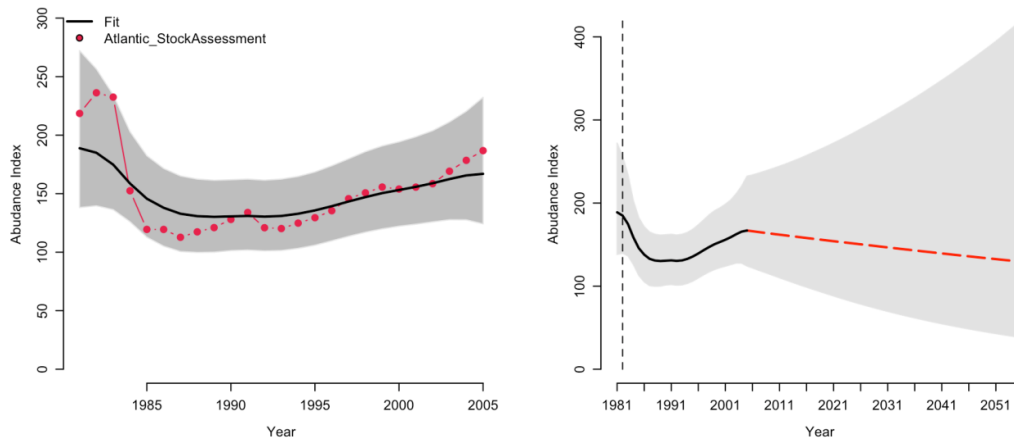 Fit
Atlantic_StockAssessment
Abudance Index
300
250
200
150
100
50
0
1985 1990 1995 2000 2005
Year
Abudance Index
400
300
200
100
0
1981 1991 2001 2011 2021 2031 2041 2051
Year